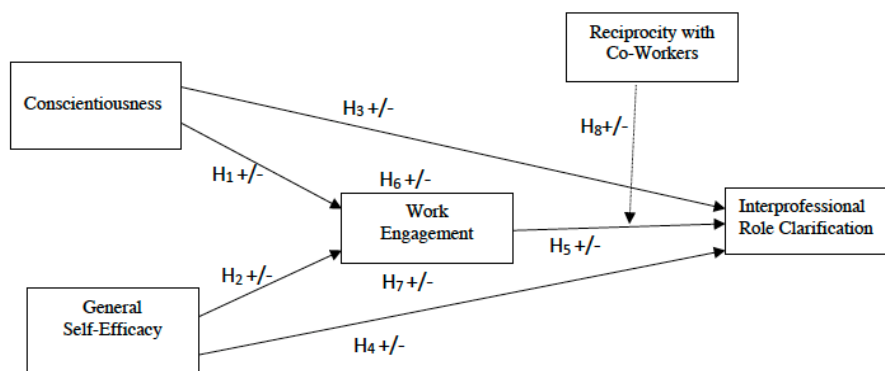 Reciprocity with
Co-Workers
Conscientiousness
H3 +/-
H8+/-
H1 +/-
H6 +/-
Work
Engagement
Interprofessional
Role Clarification
H5 +/-
H2 +/-
H7 +/-
General
Self-Efficacy
H4 +/-